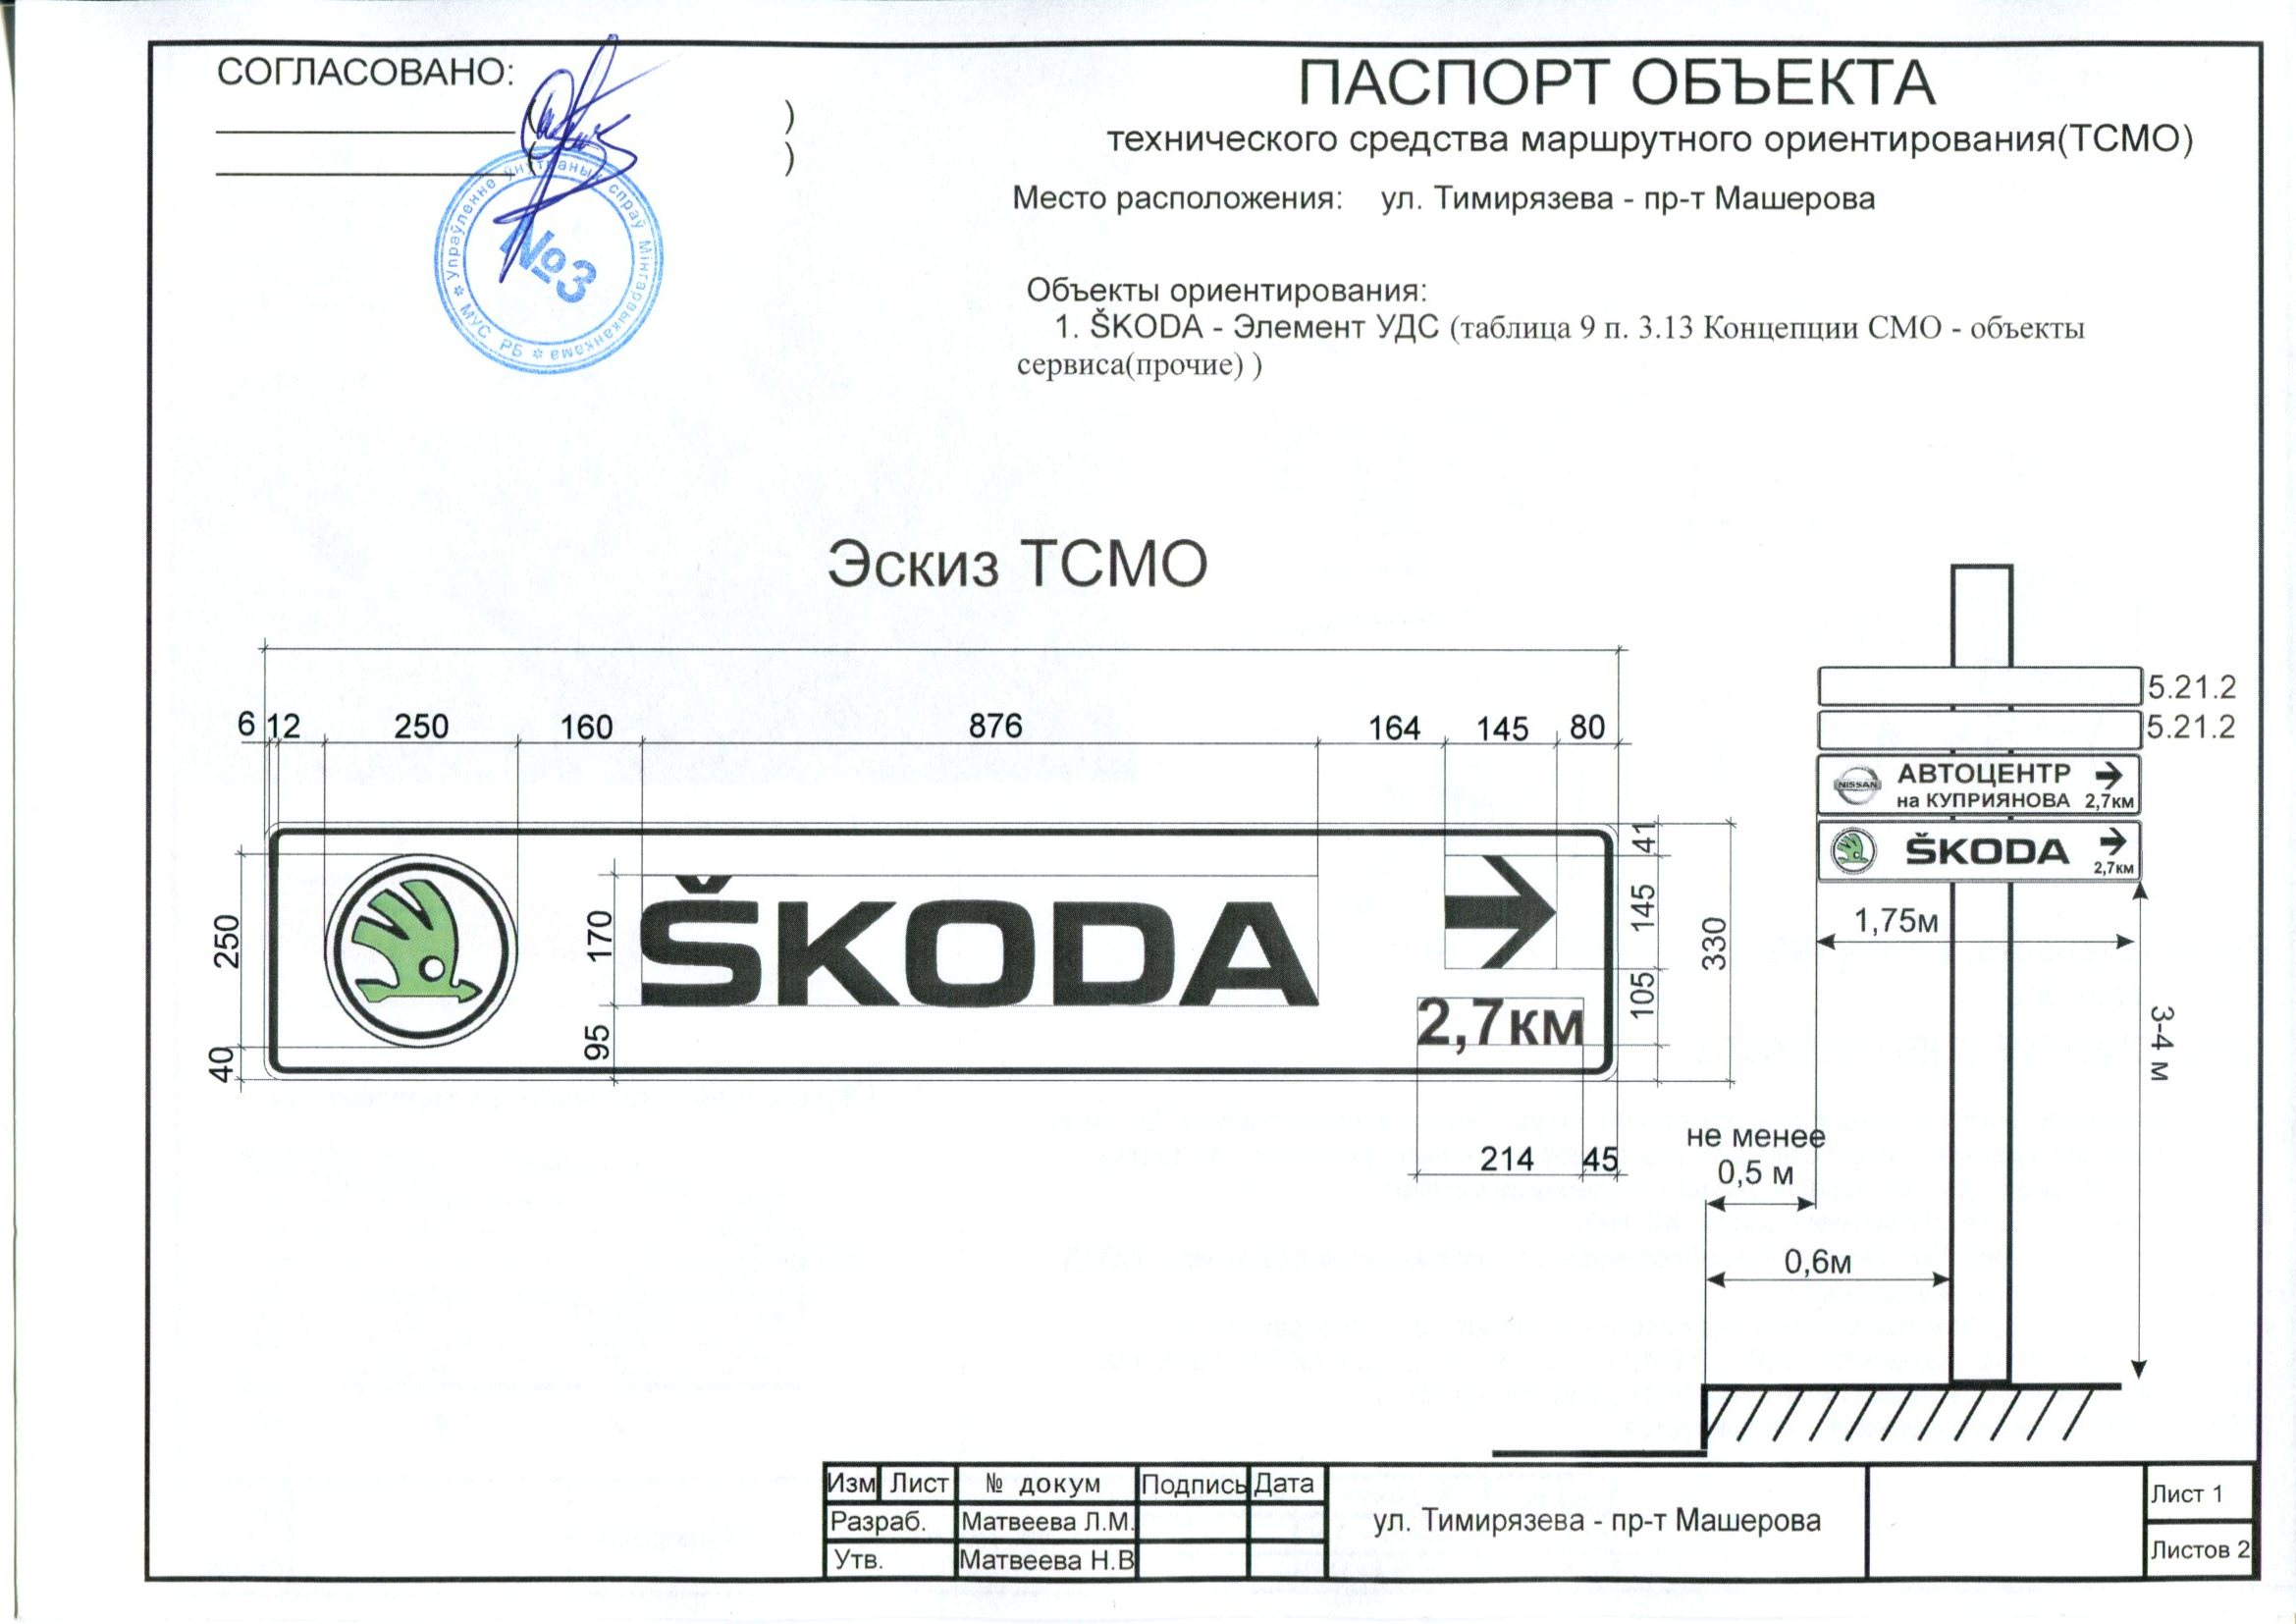 СОГЛАСОВАНО:
( )
( )
Упраўленне ўнутраных спраў Мінгарвыканкама * МУС РБ *
№3
ПАСПОРТ ОБЪЕКТА
технического средства маршрутного ориентирования(ТСМО)
Место расположения: ул. Тимирязева - пр-т Машерова
Объекты ориентирования:
1. ŠKODA - Элемент УДС (таблица 9 п. 3.13 Концепции СМО - объекты
сервиса(прочие) )
Эскиз ТСМО
6 12 250 160 876 164 145 80
250
40
170
95
ŠKODA
2,7км
41
145
105
330
214 45
5.21.2
5.21.2
NISSAN
АВТОЦЕНТР
на КУПРИЯНОВА 2,7км
ŠKODA
2,7км
1,75м
3-4 м
не менее
0,5 м
0,6м
Изм Лист № докум Подпись Дата
Разраб. Матвеева Л.М.
Утв. Матвеева Н.В
ул. Тимирязева - пр-т Машерова
Лист 1
Листов 2